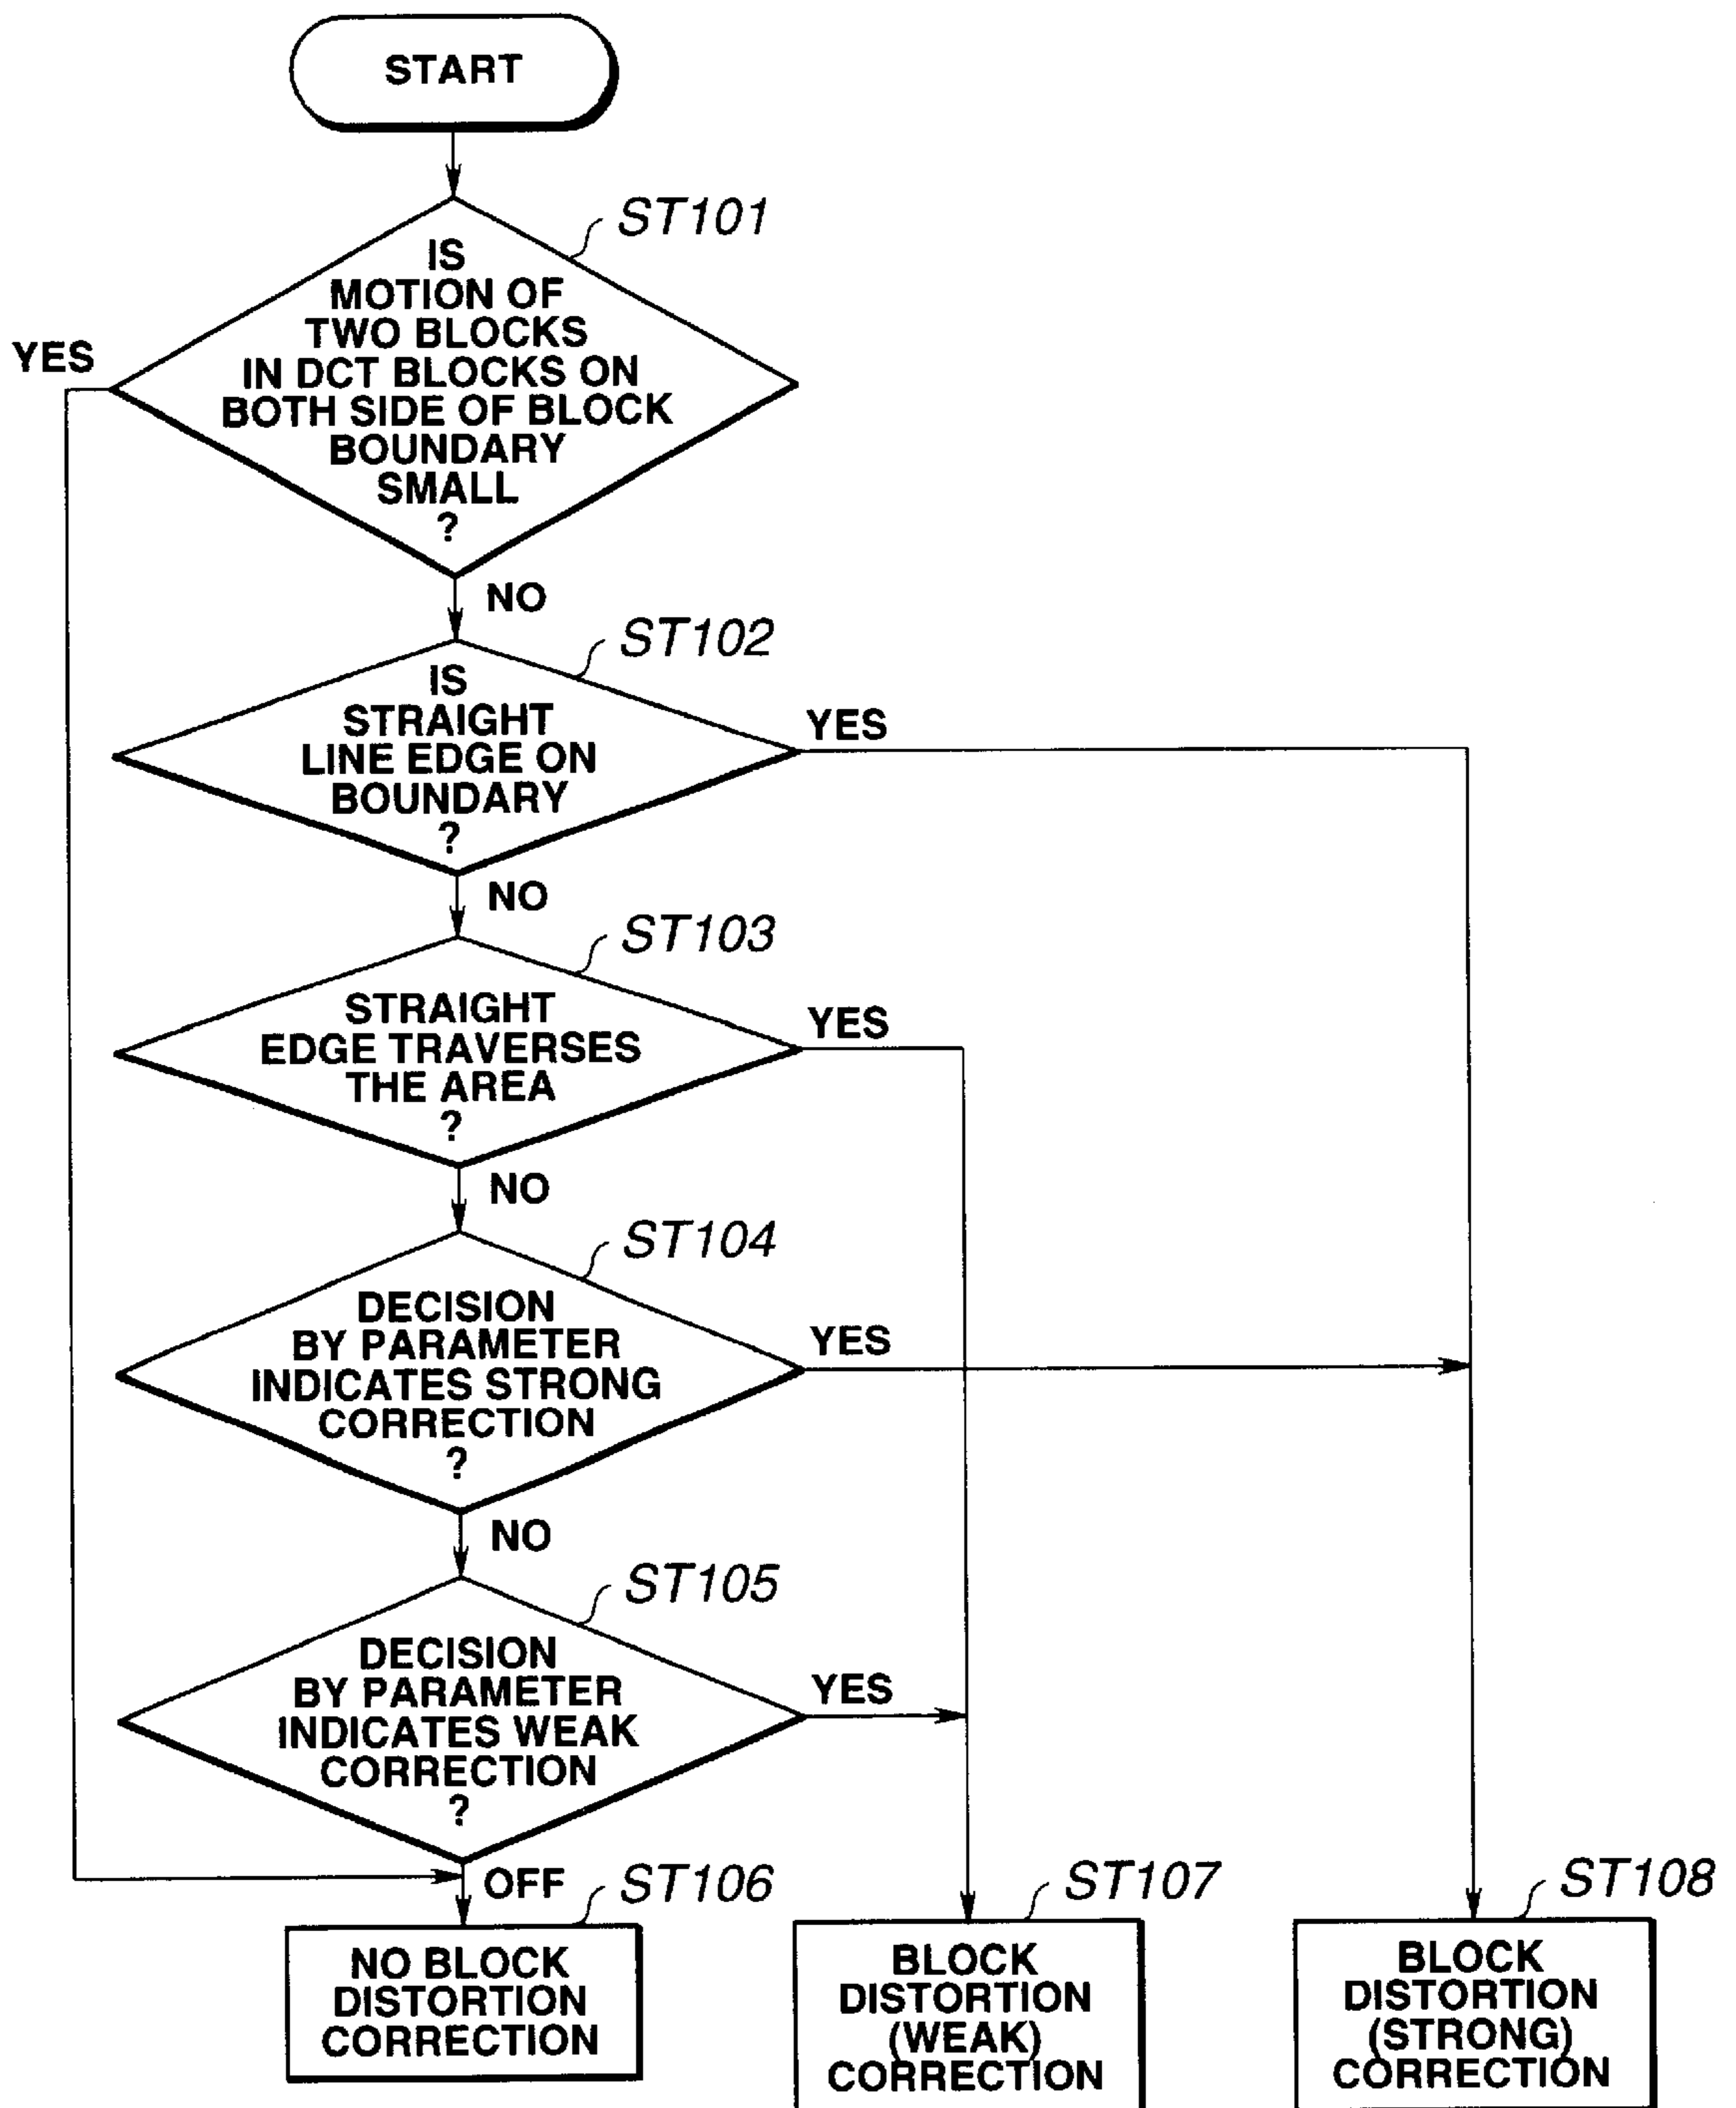 START
ST101
IS
MOTION OF
TWO BLOCKS
IN DCT BLOCKS ON
BOTH SIDE OF BLOCK
BOUNDARY
SMALL
?
YES
NO
ST102
IS
STRAIGHT
LINE EDGE ON
BOUNDARY
?
YES
NO
ST103
STRAIGHT
EDGE TRAVERSES
THE AREA
?
YES
NO
ST104
DECISION
BY PARAMETER
INDICATES STRONG
CORRECTION
?
YES
NO
ST105
DECISION
BY PARAMETER
INDICATES WEAK
CORRECTION
?
YES
OFF
ST106
NO BLOCK
DISTORTION
CORRECTION
ST107
BLOCK
DISTORTION
(WEAK)
CORRECTION
ST108
BLOCK
DISTORTION
(STRONG)
CORRECTION